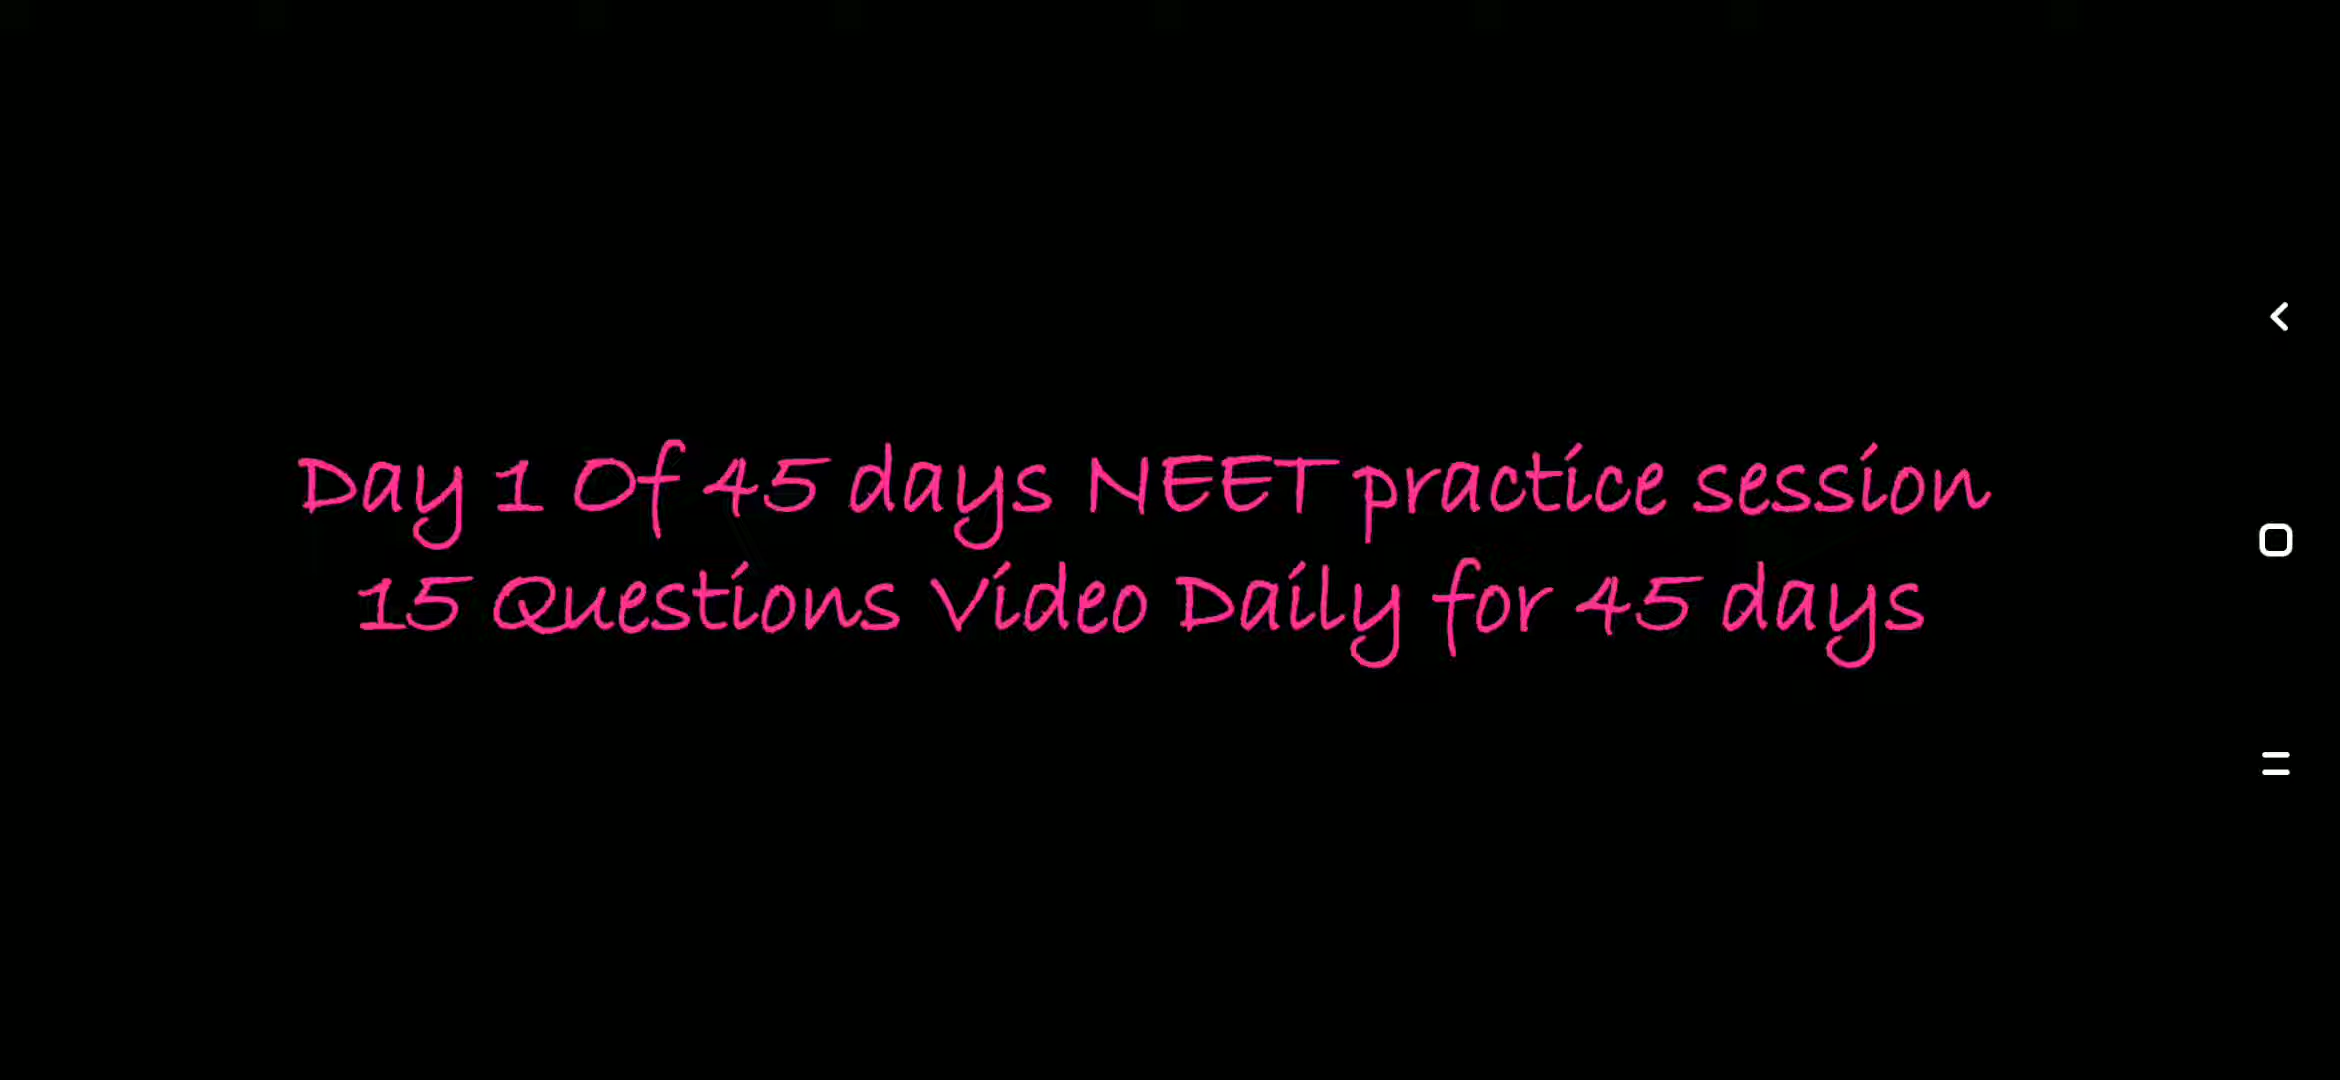 Day 1 Of 45 days NEET practice session
15 Questions Video Daily for 45 days